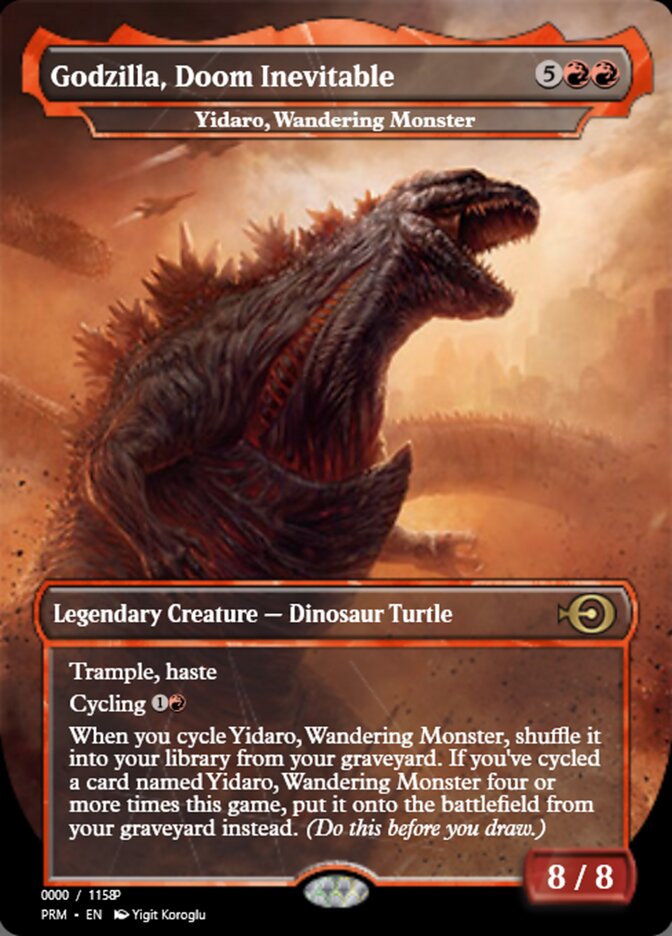 Godzilla, Doom Inevitable 5
Yidaro, Wandering Monster
Legendary Creature — Dinosaur Turtle
Trample, haste
Cycling 1
When you cycle Yidaro, Wandering Monster, shuffle it
into your library from your graveyard. If you've cycled
a card named Yidaro, Wandering Monster four or
more times this game, put it onto the battlefield from
your graveyard instead. (Do this before you draw.)
8 / 8
0000 / 1158P
PRM • EN Yigit Koroglu